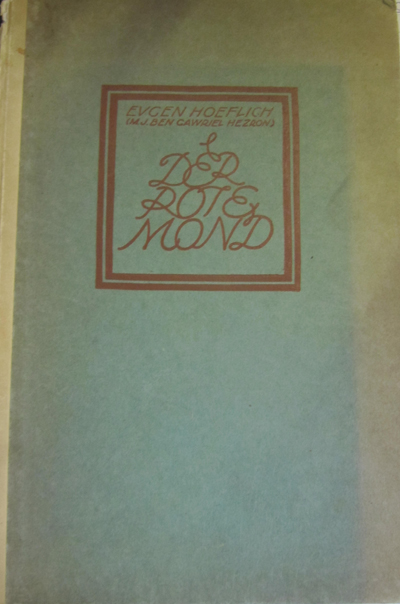 EVGEN HOEFLICH
(M.J. BEN GAWRIEL HEZRON)
DER
ROTE
MOND